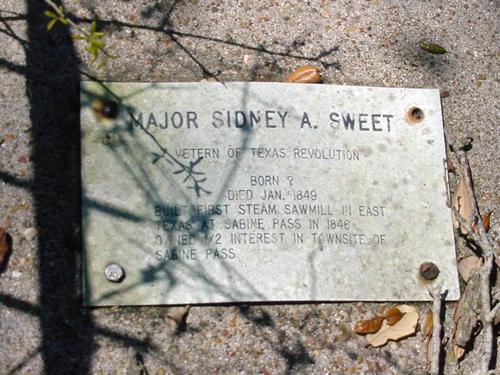 MAJOR SIDNEY A. SWEET
VETERN OF TEXAS REVOLUTION
BORN ?
DIED JAN. 1849
BUILT FIRST STEAM SAWMILL IN EAST
TEXAS AT SABINE PASS IN 1846
OWNED 1/2 INTEREST IN TOWNSITE OF
SABINE PASS